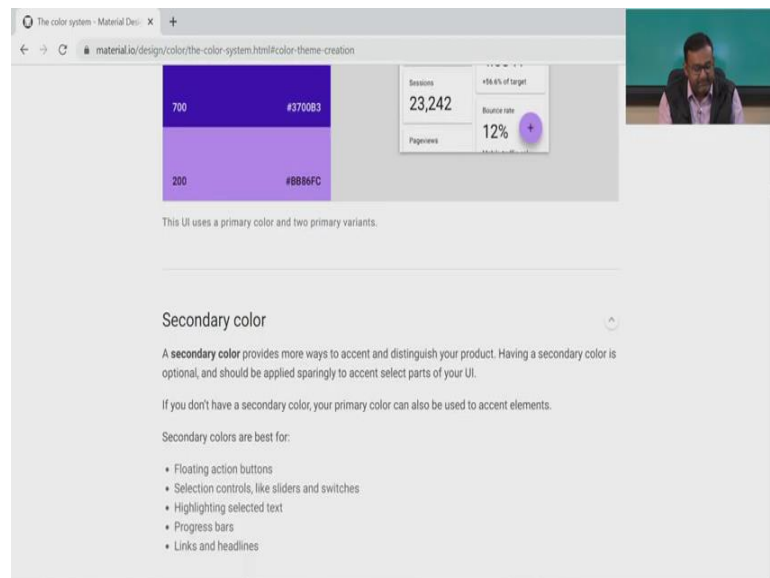 The color system - Material Desi
material.io/design/color/the-color-system.html#color-theme-creation
700 #3700B3
200 #BB86FC
Sessions
23,242
Pageviews
+56.6% of target
Bounce rate
12%
+
This UI uses a primary color and two primary variants.
Secondary color
A secondary color provides more ways to accent and distinguish your product. Having a secondary color is
optional, and should be applied sparingly to accent select parts of your UI.
If you don't have a secondary color, your primary color can also be used to accent elements.
Secondary colors are best for:
• Floating action buttons
• Selection controls, like sliders and switches
• Highlighting selected text
• Progress bars
• Links and headlines